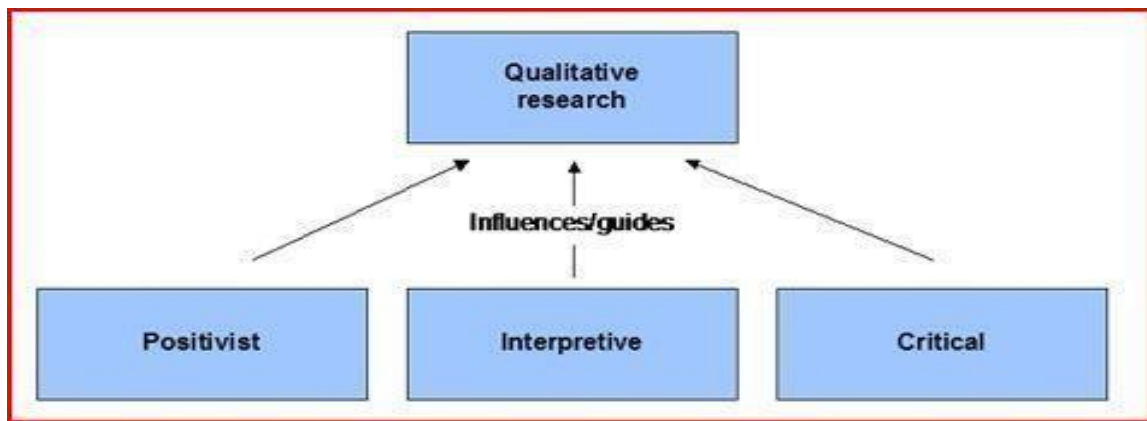 Qualitative
research
Influences/guides
Positivist
Interpretive
Critical